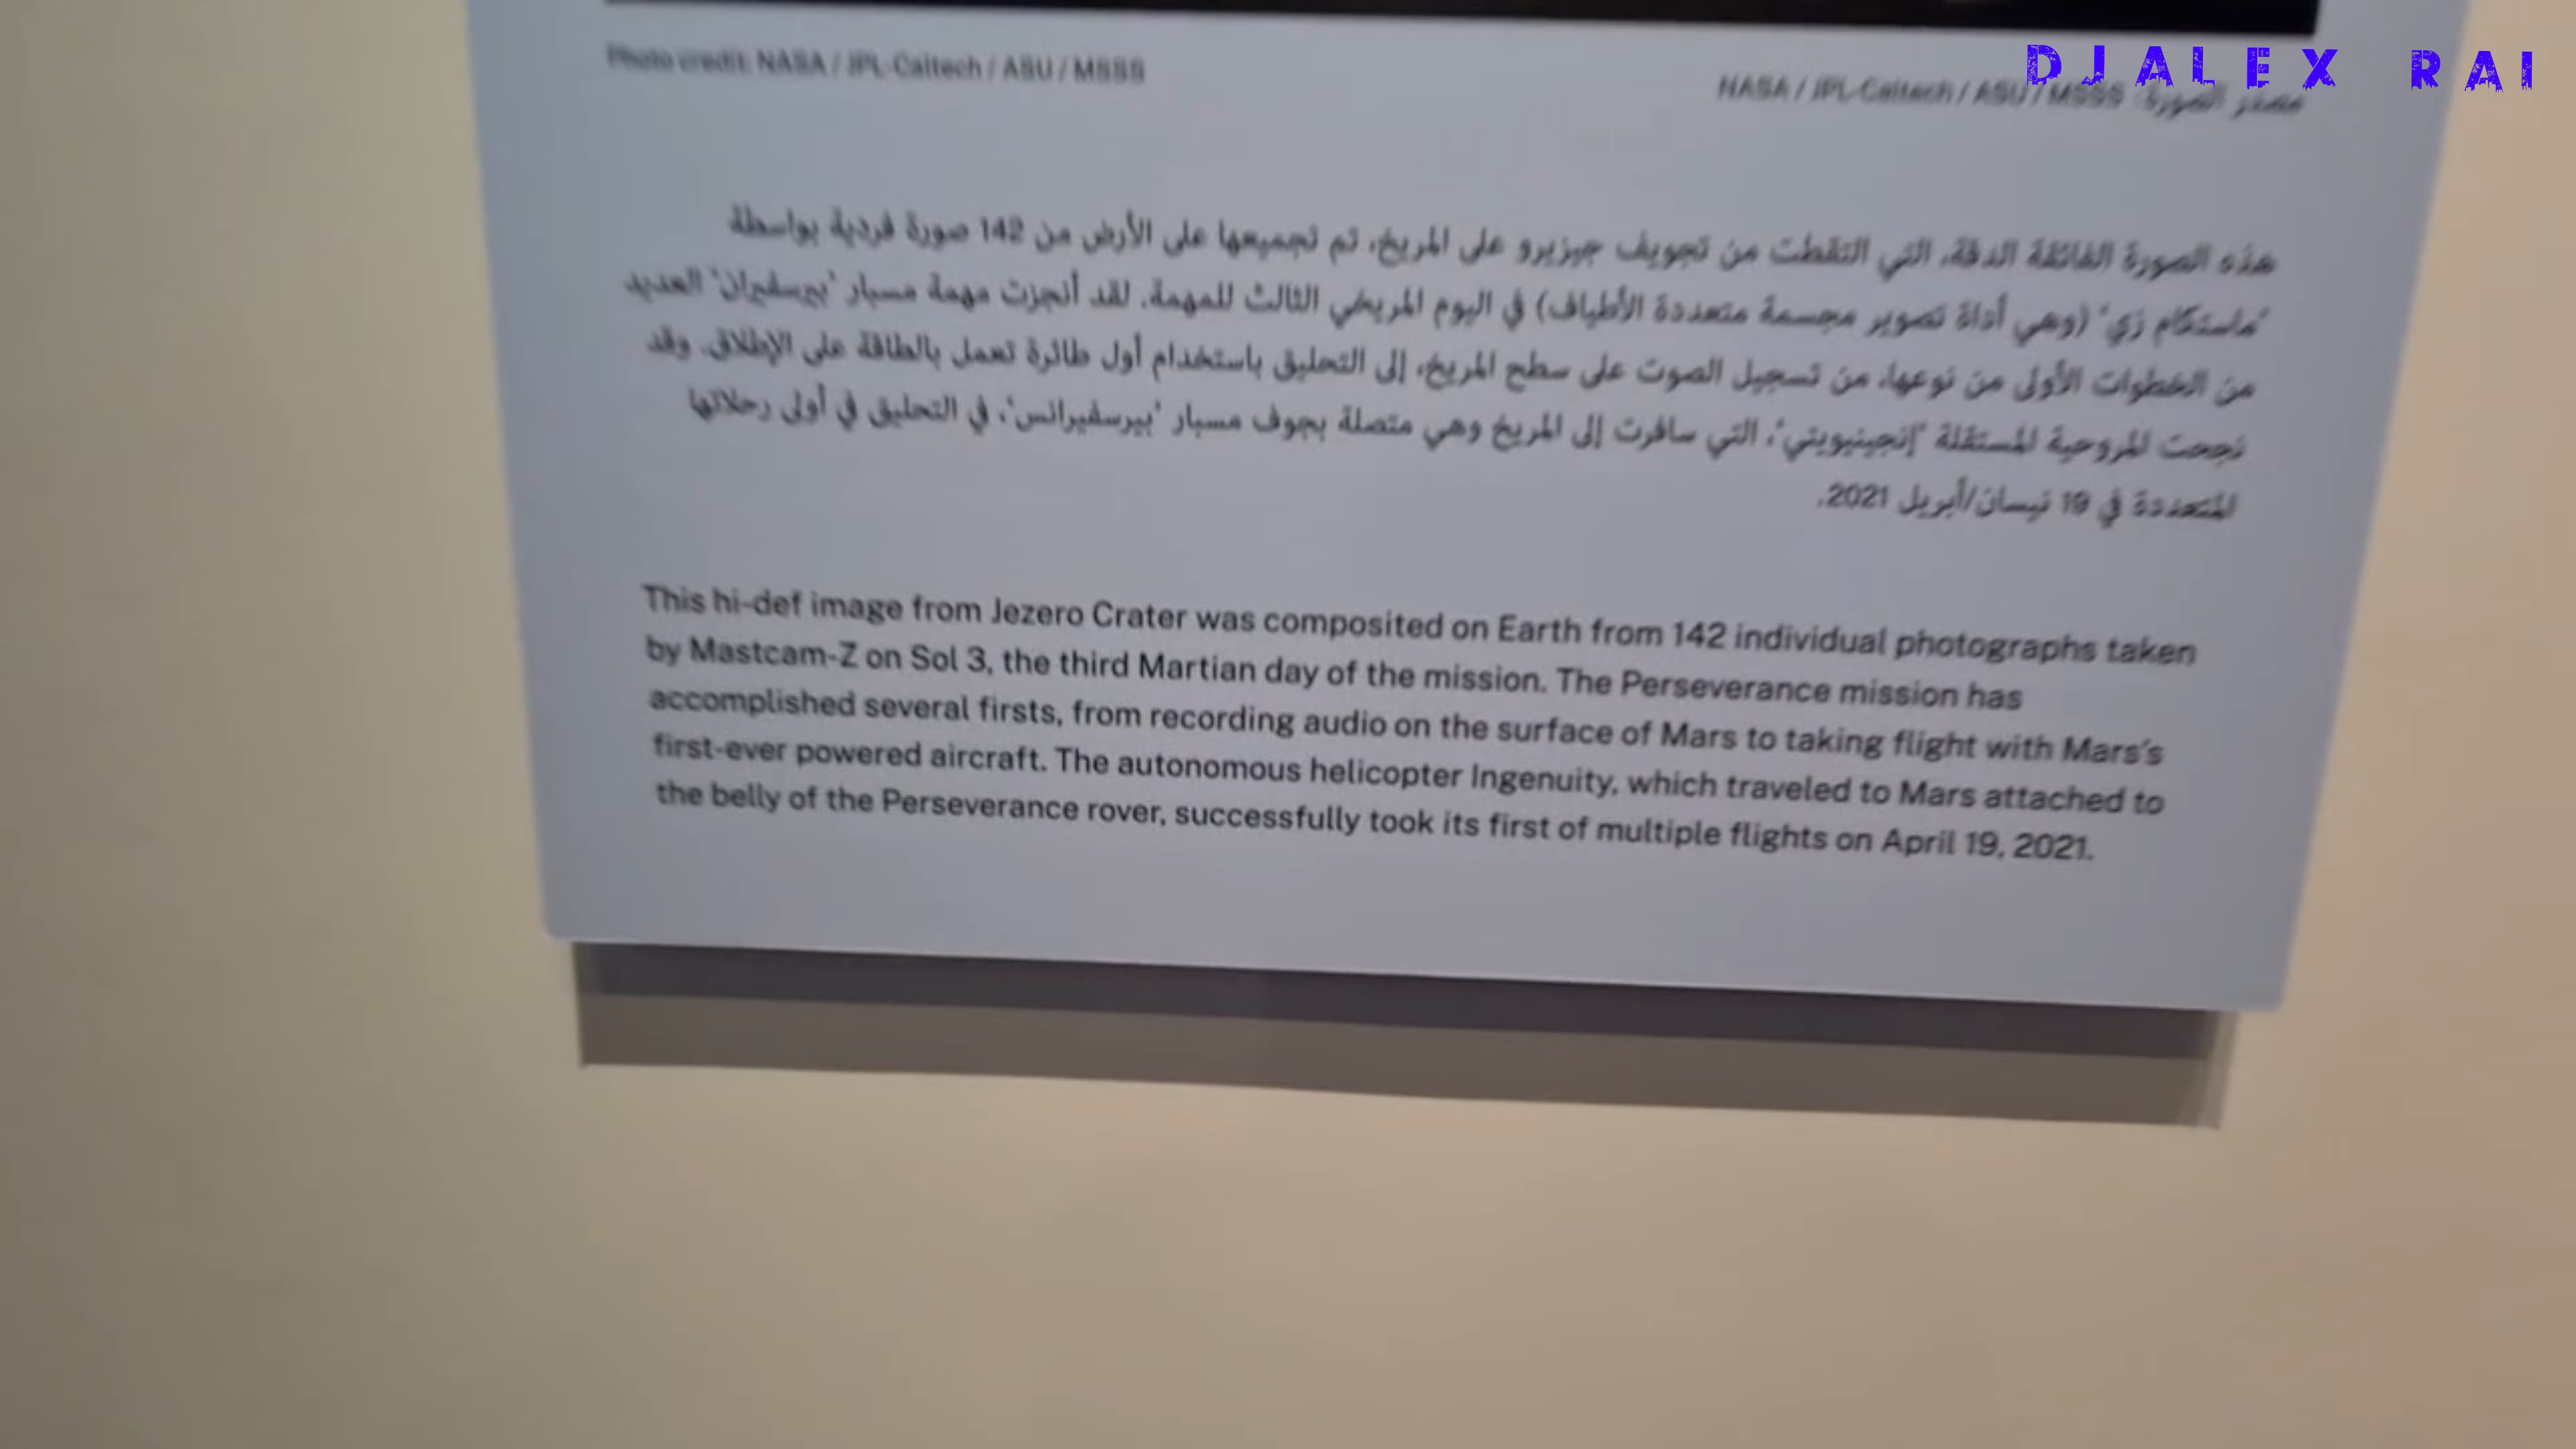 Photo credit: NASA / JPL-Caltech / ASU / MSSS
DJ ALEX RAI
مصدر الصورة: NASA / JPL-Caltech / ASU / MSSS
هذه الصورة الفائقة الدقة، التي التقطت من تجويف جيزيرو على المريخ، تم تجميعها على الأرض من 142 صورة فردية بواسطة
'ماستكام زي' (وهي أداة تصوير مجسمة متعددة الأطياف) في اليوم المريخي الثالث للمهمة. لقد أنجزت مهمة مسبار 'بيرسفيران' العديد
من الخطوات الأولى من نوعها، من تسجيل الصوت على سطح المريخ، إلى التحليق باستخدام أول طائرة تعمل بالطاقة على الإطلاق. وقد
نجحت المروحية المستقلة 'إنجينيويتي'، التي سافرت إلى المريخ وهي متصلة بجوف مسبار 'بيرسفيرانس'، في التحليق في أولى رحلاتها
المتعددة في 19 نيسان/أبريل 2021.
This hi-def image from Jezero Crater was composited on Earth from 142 individual photographs taken
by Mastcam-Z on Sol 3, the third Martian day of the mission. The Perseverance mission has
accomplished several firsts, from recording audio on the surface of Mars to taking flight with Mars's
first-ever powered aircraft. The autonomous helicopter Ingenuity, which traveled to Mars attached to
the belly of the Perseverance rover, successfully took its first of multiple flights on April 19, 2021.